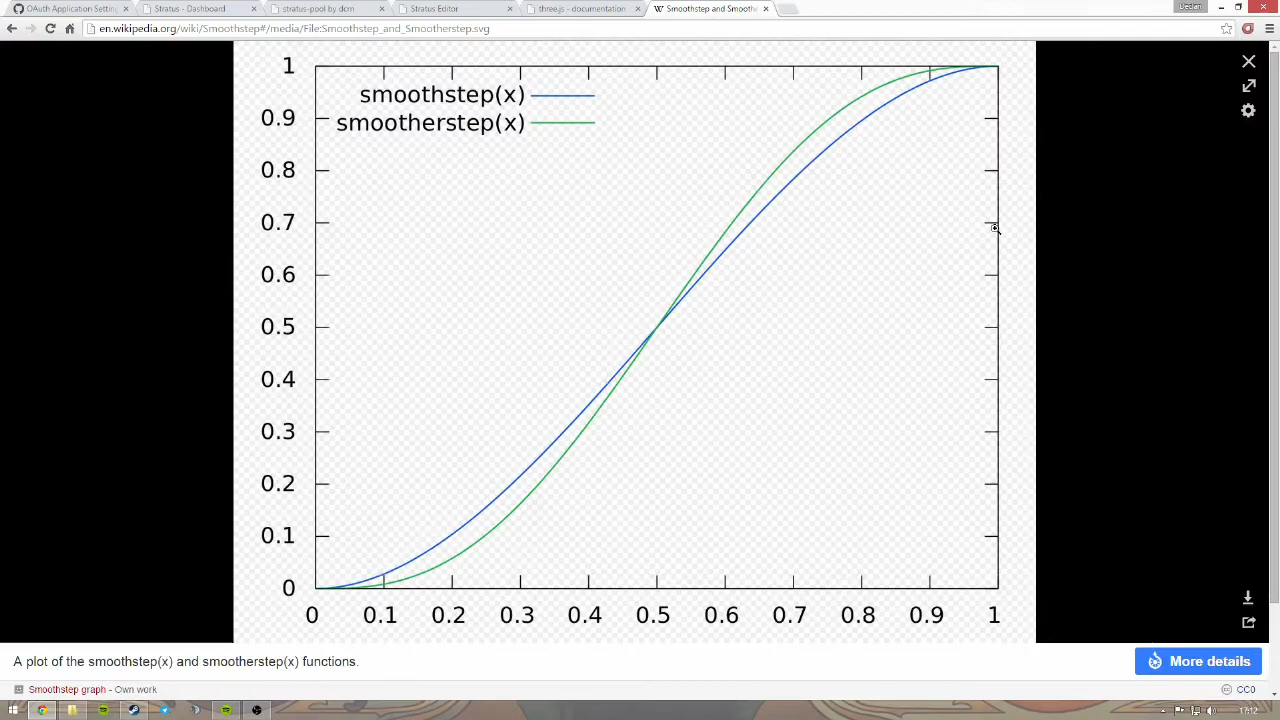 OAuth Application Setting
Stratus - Dashboard
stratus-pool by dcm
Stratus Editor
three.js - documentation
Smoothstep and Smoothe
en.wikipedia.org/wiki/Smoothstep#/media/File:Smoothstep_and_Smootherstep.svg
1
smoothstep(x)
smootherstep(x)
0.9
0.8
0.7
0.6
0.5
0.4
0.3
0.2
0.1
0
0 0.1 0.2 0.3 0.4 0.5 0.6 0.7 0.8 0.9 1
A plot of the smoothstep(x) and smootherstep(x) functions.
More details
Smoothstep graph - Own work
CC0
17:12